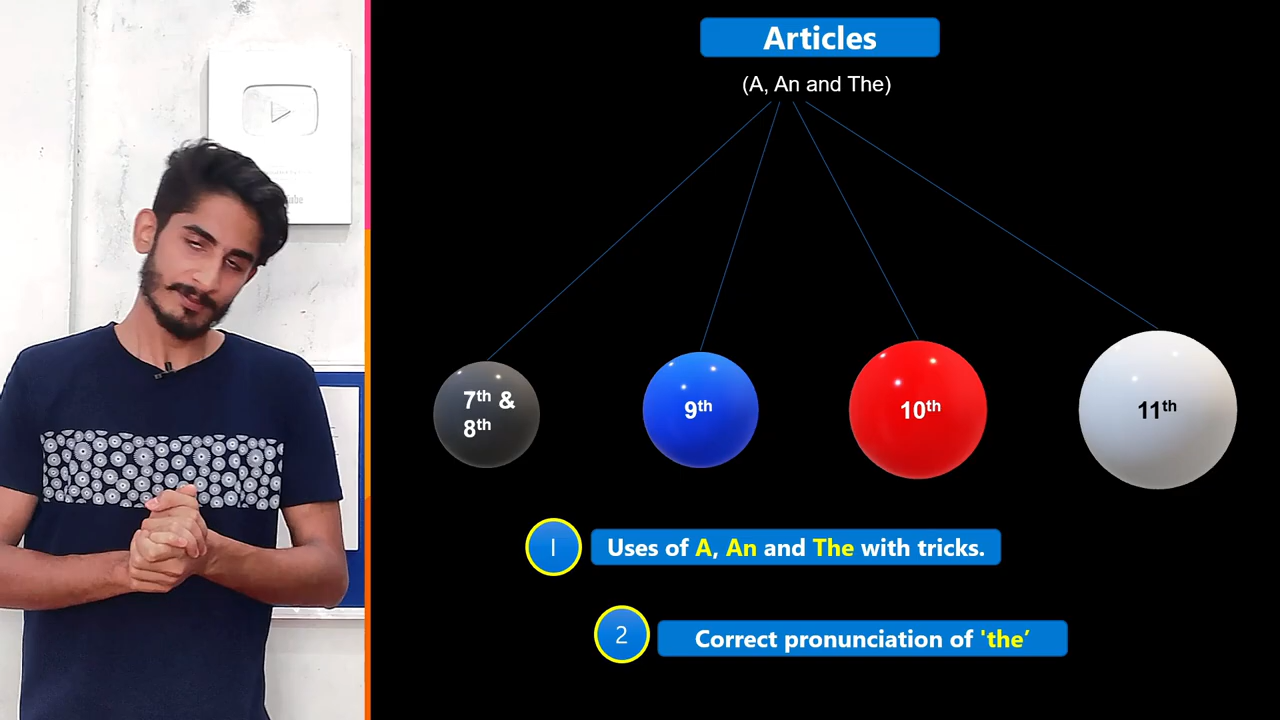 Articles
(A, An and The)
7th &
8th
9th
10th
11th
1
Uses of A, An and The with tricks.
2
Correct pronunciation of 'the’